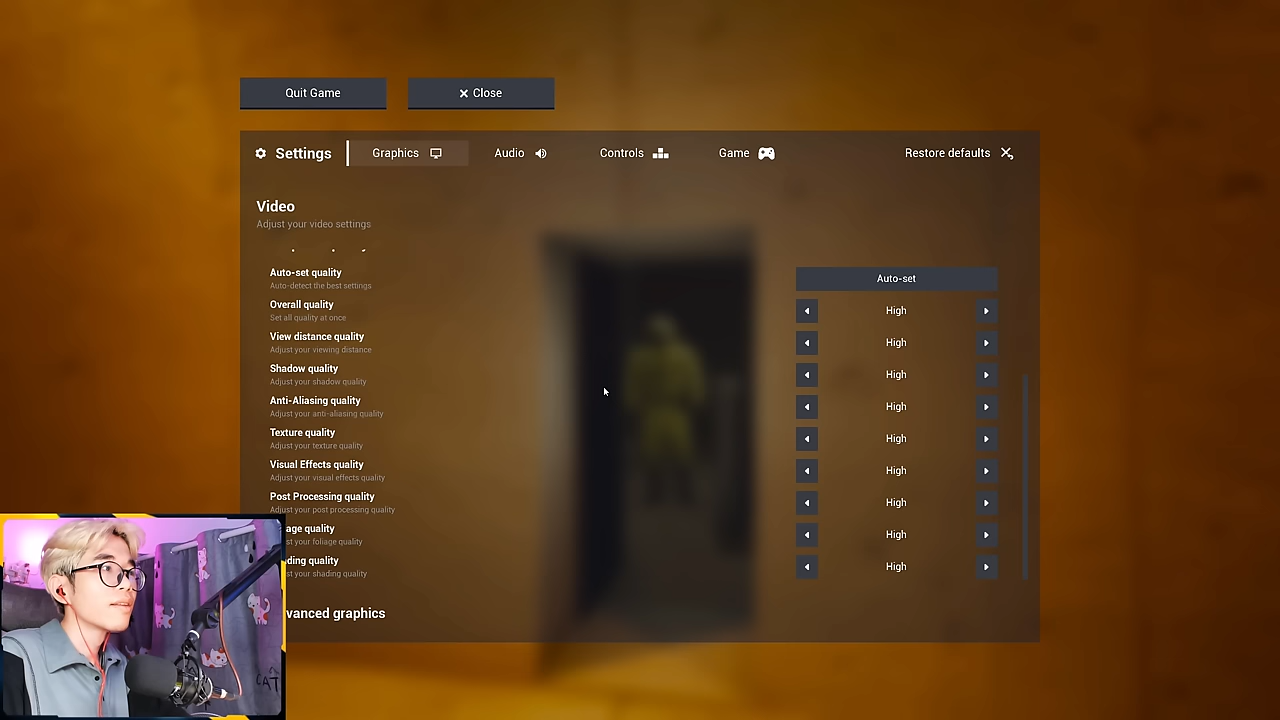 Quit Game
Close
Settings
Graphics
Audio
Controls
Game
Restore defaults
Video
Adjust your video settings
Auto-set quality
Auto-detect the best settings
Auto-set
Overall quality
Set all quality at once
High
View distance quality
Adjust your viewing distance
High
Shadow quality
Adjust your shadow quality
High
Anti-Aliasing quality
Adjust your anti-aliasing quality
High
Texture quality
Adjust your texture quality
High
Visual Effects quality
Adjust your visual effects quality
High
Post Processing quality
Adjust your post processing quality
High
age quality
st your foliage quality
High
ding quality
st your shading quality
High
vanced graphics
CAT